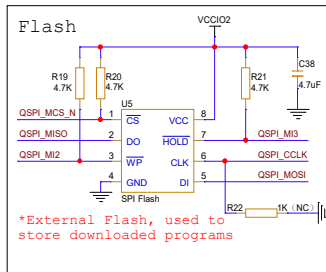 Flash
VCCIO2
R19
4.7K
R20
4.7K
R21
4.7K
C38
4.7uF
U5
QSPI_MCS_N
1
CS
VCC
8
QSPI_MISO
2
DO
HOLD
7
QSPI_MI3
QSPI_MI2
3
WP
CLK
6
QSPI_CCLK
4
GND
DI
5
QSPI_MOSI
SPI Flash
R22
1K (NC)
*External Flash, used to
store downloaded programs